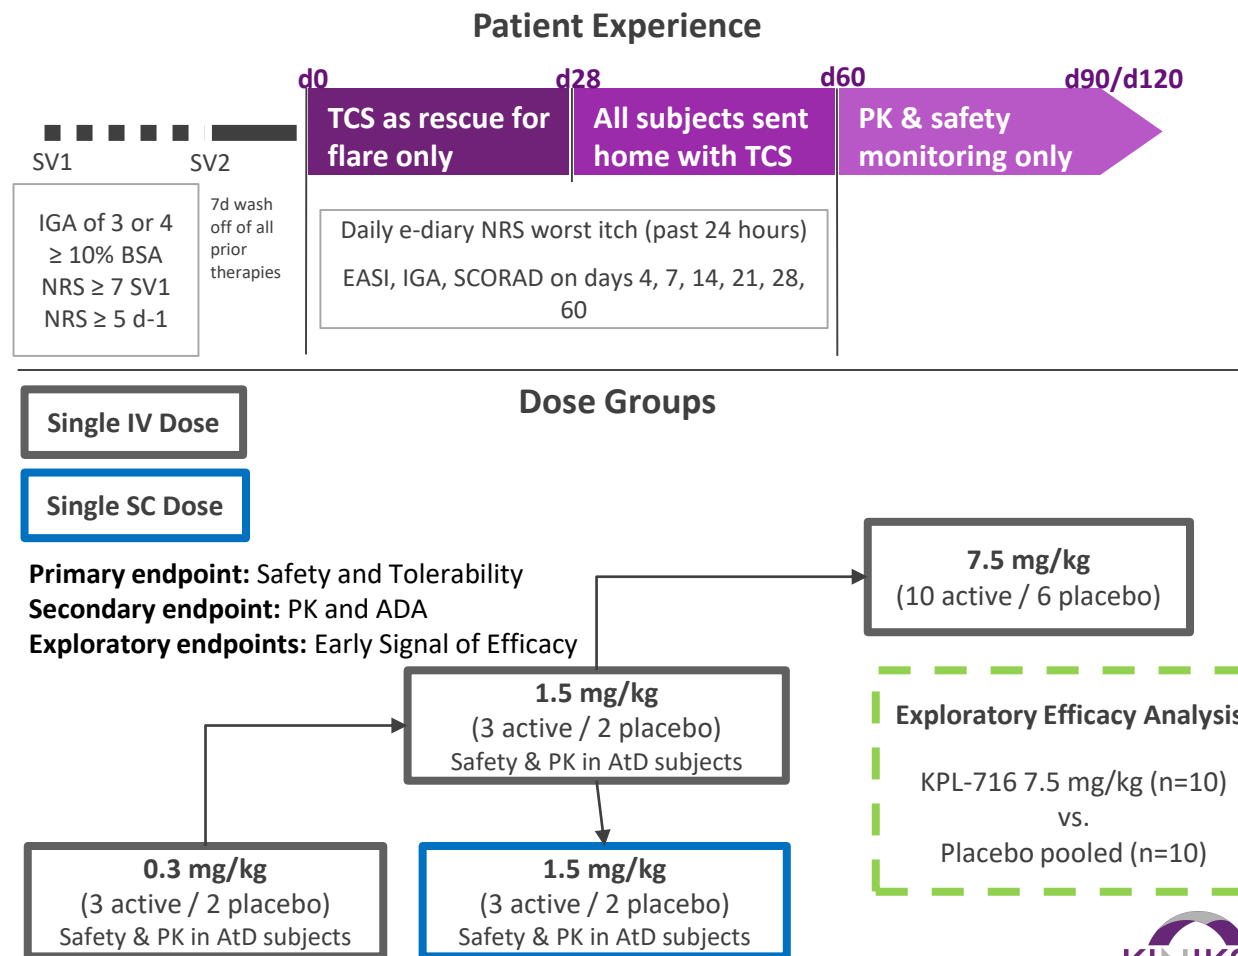 Patient Experience
d0
d28
d60
d90/d120
TCS as rescue for
flare only
All subjects sent
home with TCS
PK & safety
monitoring only
SV1
SV2
IGA of 3 or 4
≥ 10% BSA
NRS ≥ 7 SV1
NRS ≥ 5 d-1
7d wash
off of all
prior
therapies
Daily e-diary NRS worst itch (past 24 hours)
EASI, IGA, SCORAD on days 4, 7, 14, 21, 28,
60
Dose Groups
Single IV Dose
Single SC Dose
Primary endpoint: Safety and Tolerability
Secondary endpoint: PK and ADA
Exploratory endpoints: Early Signal of Efficacy
7.5 mg/kg
(10 active / 6 placebo)
1.5 mg/kg
(3 active / 2 placebo)
Safety & PK in AtD subjects
Exploratory Efficacy Analysis
KPL-716 7.5 mg/kg (n=10)
vs.
Placebo pooled (n=10)
0.3 mg/kg
(3 active / 2 placebo)
Safety & PK in AtD subjects
1.5 mg/kg
(3 active / 2 placebo)
Safety & PK in AtD subjects